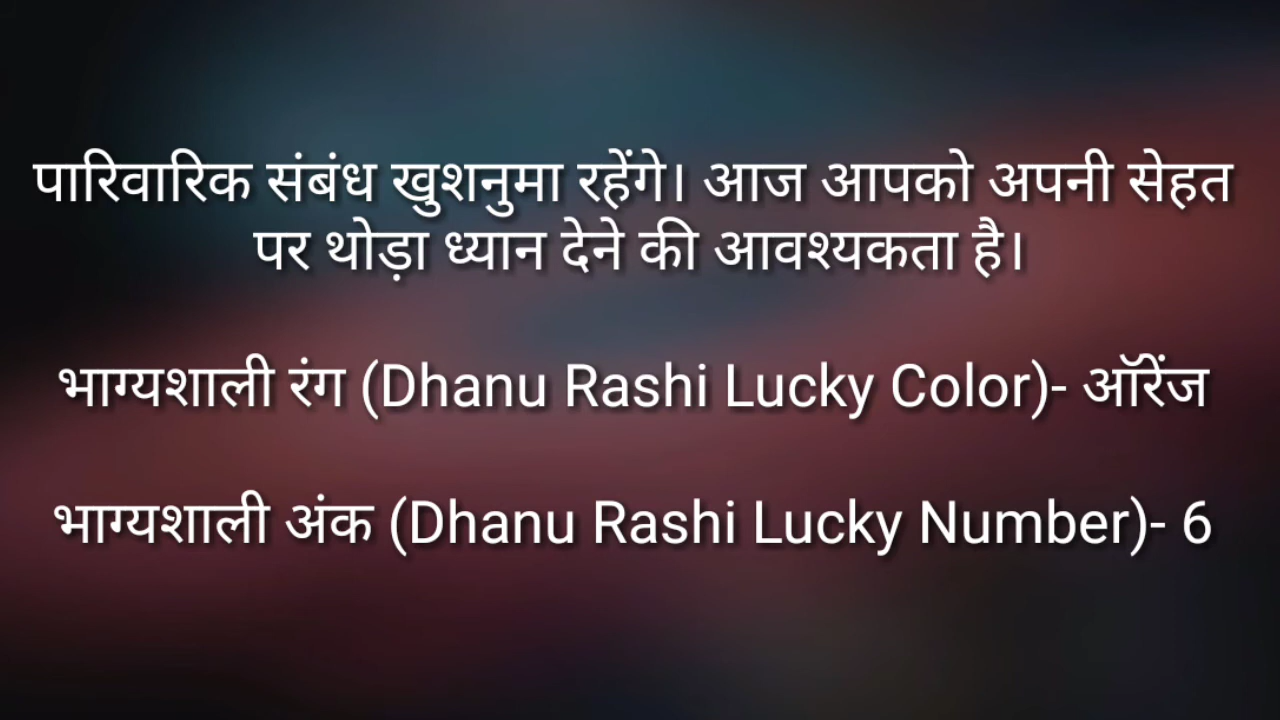 पारिवारिक संबंध खुशनुमा रहेंगे। आज आपको अपनी सेहत
पर थोड़ा ध्यान देने की आवश्यकता है।
भाग्यशाली रंग (Dhanu Rashi Lucky Color)- ऑरेंज
भाग्यशाली अंक (Dhanu Rashi Lucky Number)- 6